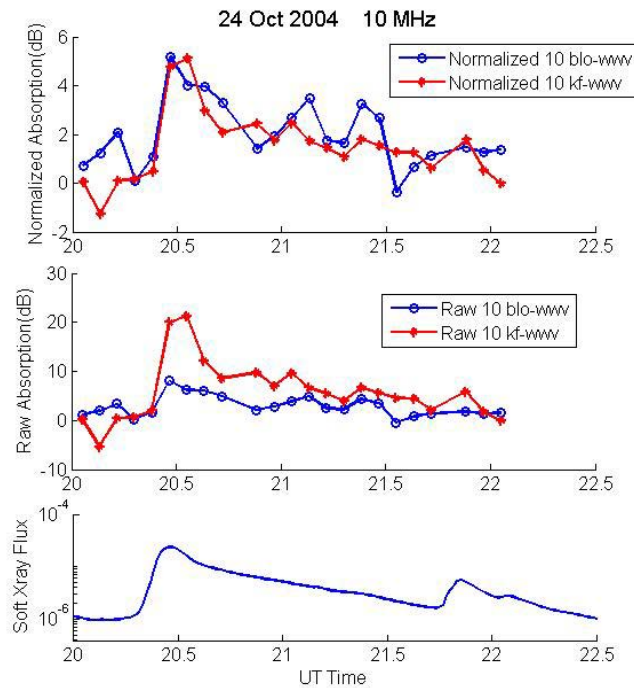 24 Oct 2004 10 MHz
Normalized Absorption(dB)
6
4
2
0
-2
Normalized 10 blo-wwv
Normalized 10 kf-wwv
20 20.5 21 21.5 22 22.5
Raw Absorption(dB)
30
20
10
0
-10
Raw 10 blo-wwv
Raw 10 kf-wwv
20 20.5 21 21.5 22 22.5
Soft Xray Flux
10^-4
10^-6
20 20.5 21 21.5 22 22.5
UT Time